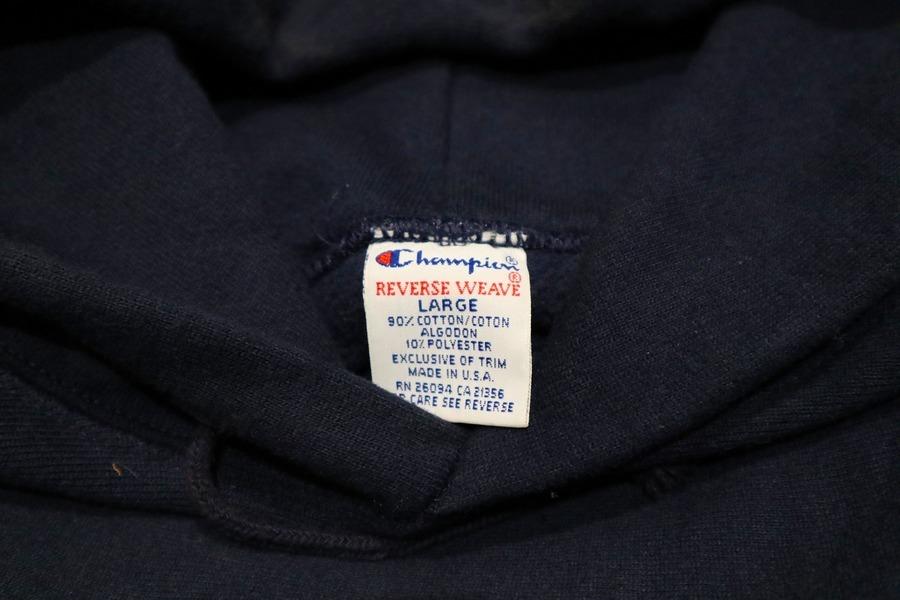 Champion®
REVERSE WEAVE®
LARGE
90% COTTON/COTON
ALGODON
10% POLYESTER
EXCLUSIVE OF TRIM
MADE IN U.S.A.
RN 26094 CA 21356
CARE SEE REVERSE